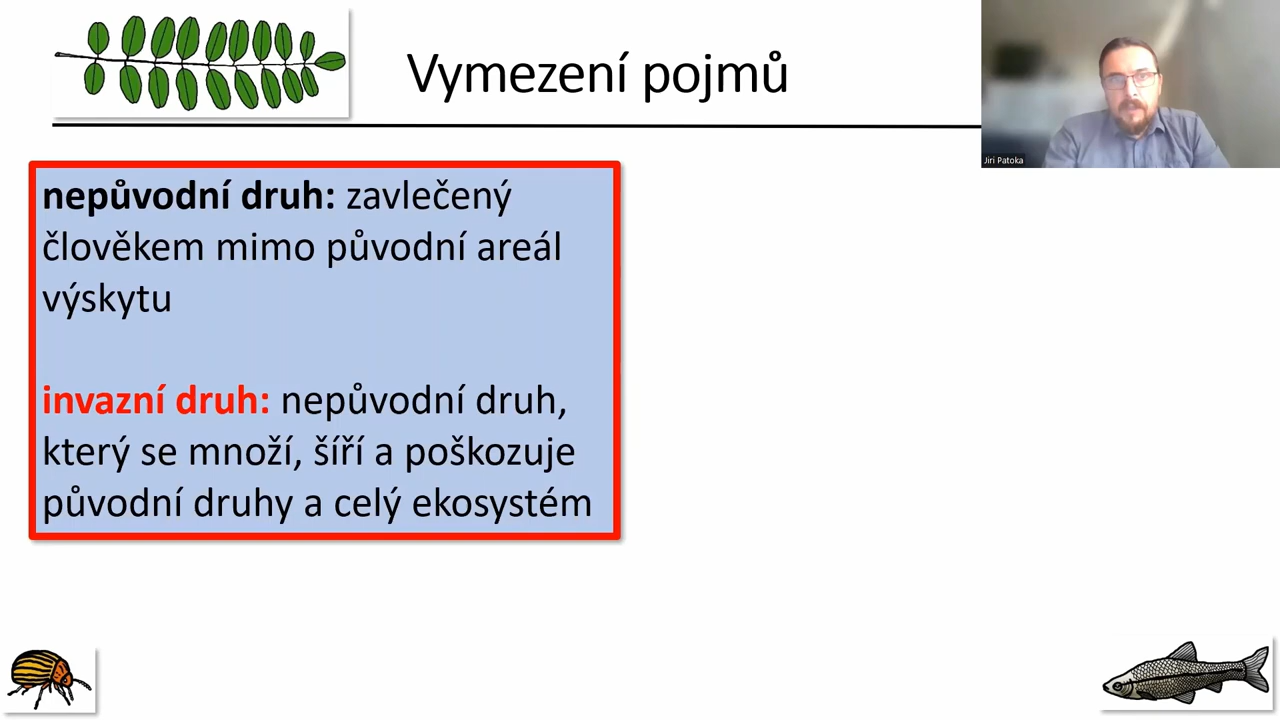 Vymezení pojmů
Jiri Patoka
nepůvodní druh: zavlečený
člověkem mimo původní areál
výskytu
invazní druh: nepůvodní druh,
který se množí, šíří a poškozuje
původní druhy a celý ekosystém